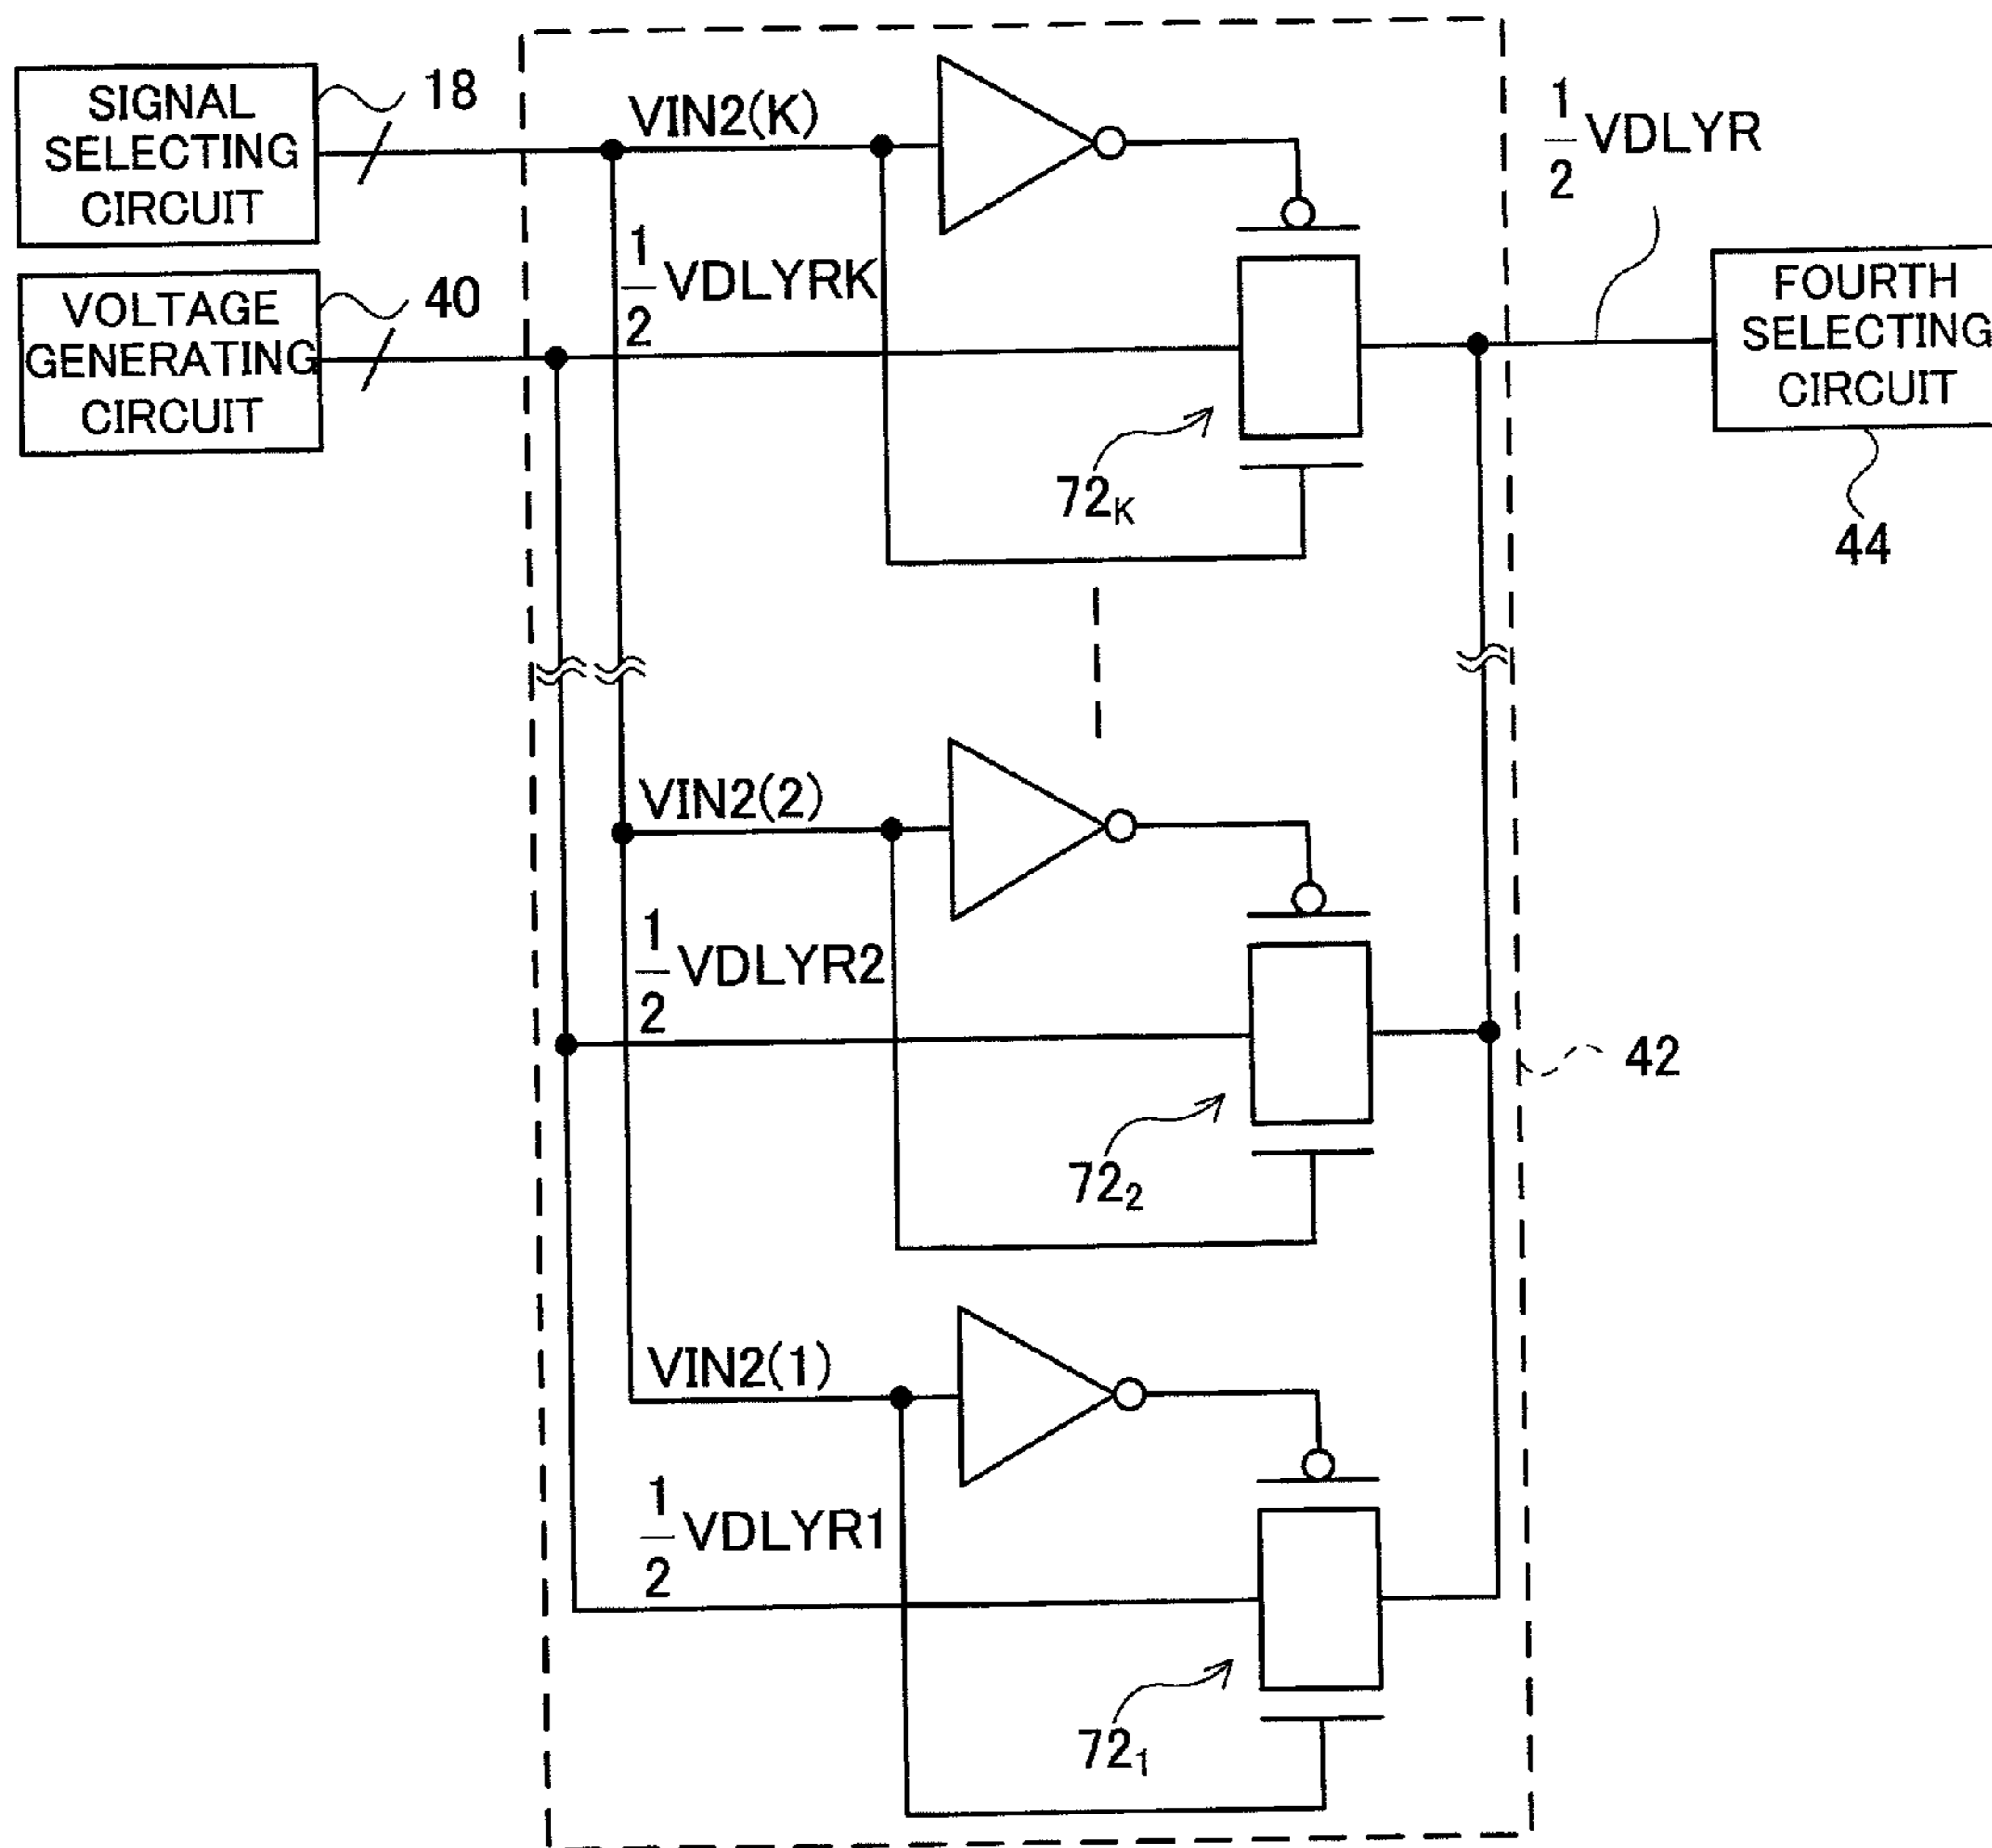 SIGNAL
SELECTING
CIRCUIT
18
VOLTAGE
GENERATING
CIRCUIT
40
VIN2(K)
1/2 VDLYRK
72K
1/2 VDLYR
FOURTH
SELECTING
CIRCUIT
44
VIN2(2)
1/2 VDLYR2
722
42
VIN2(1)
1/2 VDLYR1
721